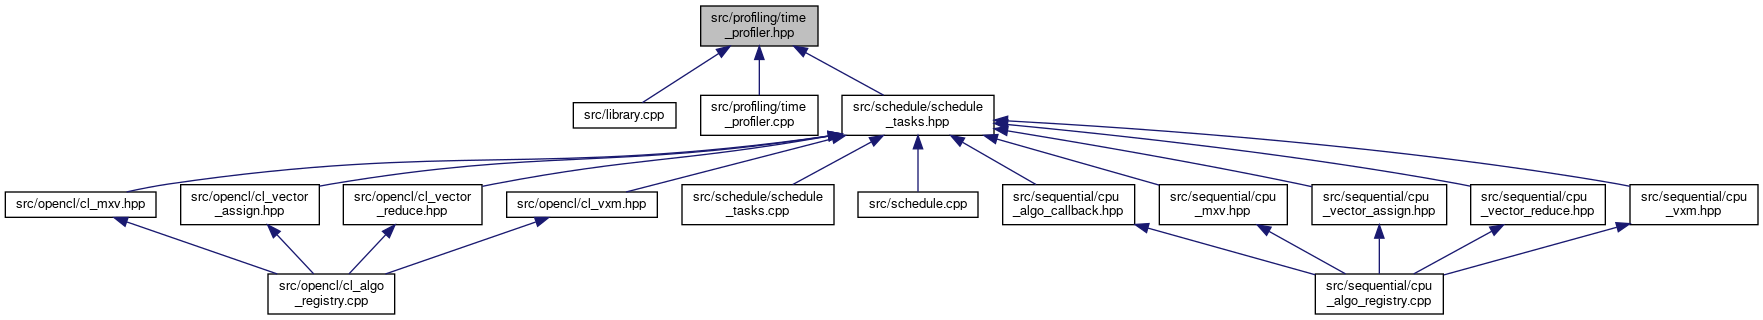 src/profiling/time
_profiler.hpp
src/library.cpp
src/profiling/time
_profiler.cpp
src/schedule/schedule
_tasks.hpp
src/opencl/cl_mxv.hpp
src/opencl/cl_vector
_assign.hpp
src/opencl/cl_vector
_reduce.hpp
src/opencl/cl_vxm.hpp
src/schedule/schedule
_tasks.cpp
src/schedule.cpp
src/sequential/cpu
_algo_callback.hpp
src/sequential/cpu
_mxv.hpp
src/sequential/cpu
_vector_assign.hpp
src/sequential/cpu
_vector_reduce.hpp
src/sequential/cpu
_vxm.hpp
src/opencl/cl_algo
_registry.cpp
src/sequential/cpu
_algo_registry.cpp